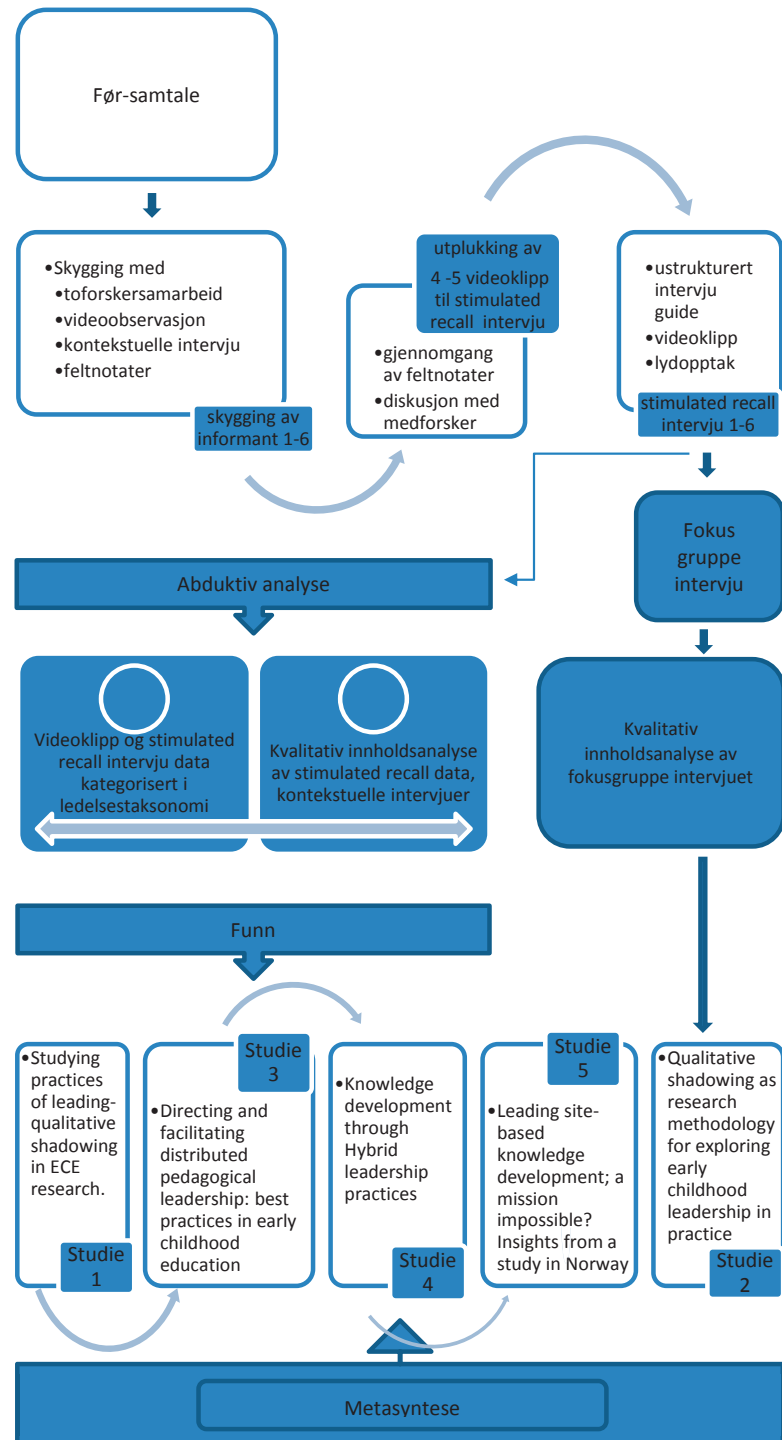 Før-samtale
•Skygging med
•toforskersamarbeid
•videoobservasjon
•kontekstuelle intervju
•feltnotater
skygging av
informant 1-6
utplukking av
4 -5 videoklipp
til stimulated
recall intervju
•gjennomgang
av feltnotater
•diskusjon med
medforsker
•ustrukturert
intervju
guide
•videoklipp
•lydopptak
stimulated recall
intervju 1-6
Fokus
gruppe
intervju
Abduktiv analyse
Videoklipp og stimulated
recall intervju data
kategorisert i
ledelsestaksonomi
Kvalitativ innholdsanalyse
av stimulated recall data,
kontekstuelle intervjuer
Kvalitativ
innholdsanalyse av
fokusgruppe intervjuet
Funn
•Studying
practices
of leading-
qualitative
shadowing
in ECE
research.
Studie
1
Studie
3
•Directing and
facilitating
distributed
pedagogical
leadership: best
practices in early
childhood
education
•Knowledge
development
through
Hybrid
leadership
practices
Studie
4
Studie
5
•Leading site-
based
knowledge
development; a
mission
impossible?
Insights from a
study in Norway
•Qualitative
shadowing as
research
methodology
for exploring
early
childhood
leadership in
practice
Studie
2
Metasyntese